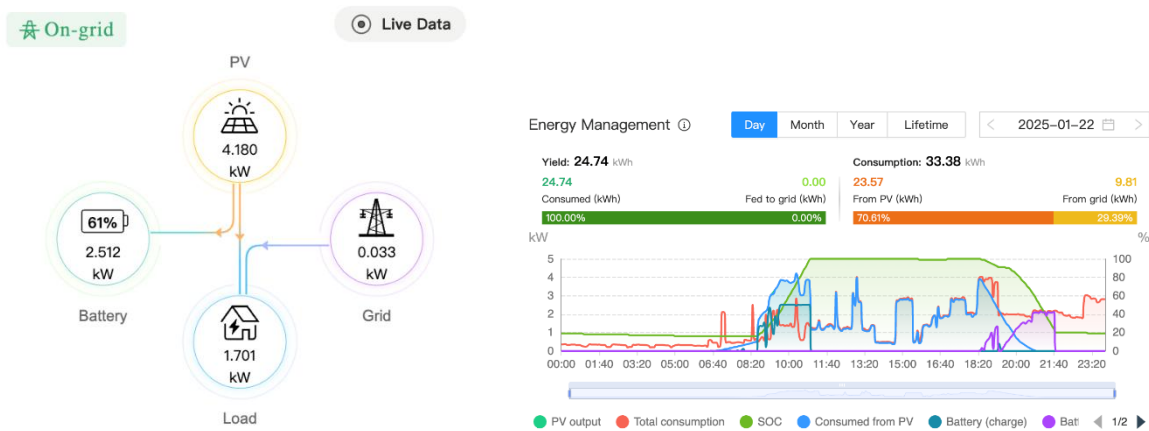 On-grid
Live Data
PV
4.180
kW
61%
2.512
kW
Battery
0.033
kW
Grid
1.701
kW
Load
Energy Management
Day Month Year Lifetime
2025-01-22
Yield: 24.74 kWh
24.74 0.00
Consumed (kWh) Fed to grid (kWh)
100.00% 0.00%
Consumption: 33.38 kWh
23.57 9.81
From PV (kWh) From grid (kWh)
70.61% 29.39%
kW %
5 100
4 80
3 60
2 40
1 20
0 0
00:00 01:40 03:20 05:00 06:40 08:20 10:00 11:40 13:20 15:00 16:40 18:20 20:00 21:40 23:20
PV output Total consumption SOC Consumed from PV Battery (charge) Batt 1/2